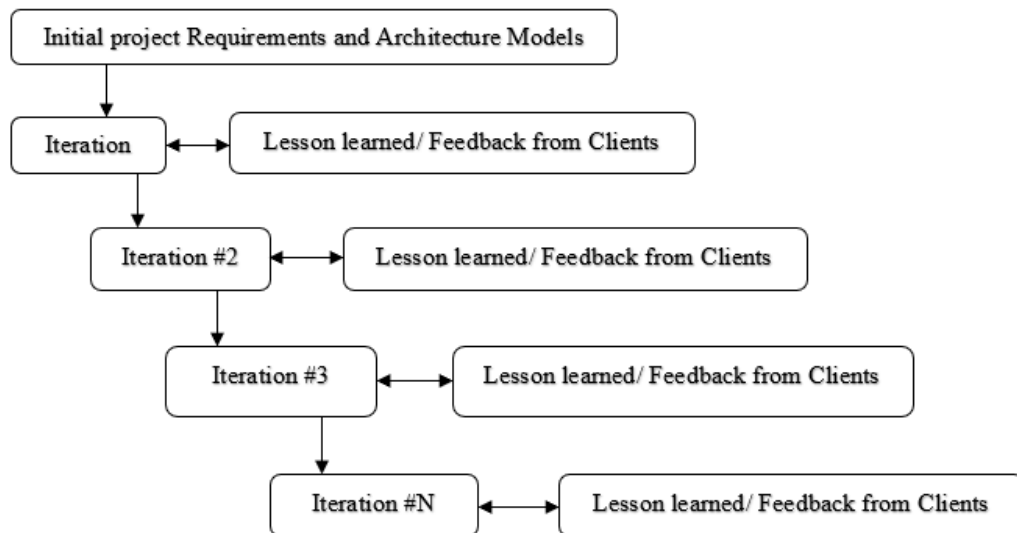 Initial project Requirements and Architecture Models
Iteration
Lesson learned/ Feedback from Clients
Iteration #2
Lesson learned/ Feedback from Clients
Iteration #3
Lesson learned/ Feedback from Clients
Iteration #N
Lesson learned/ Feedback from Clients